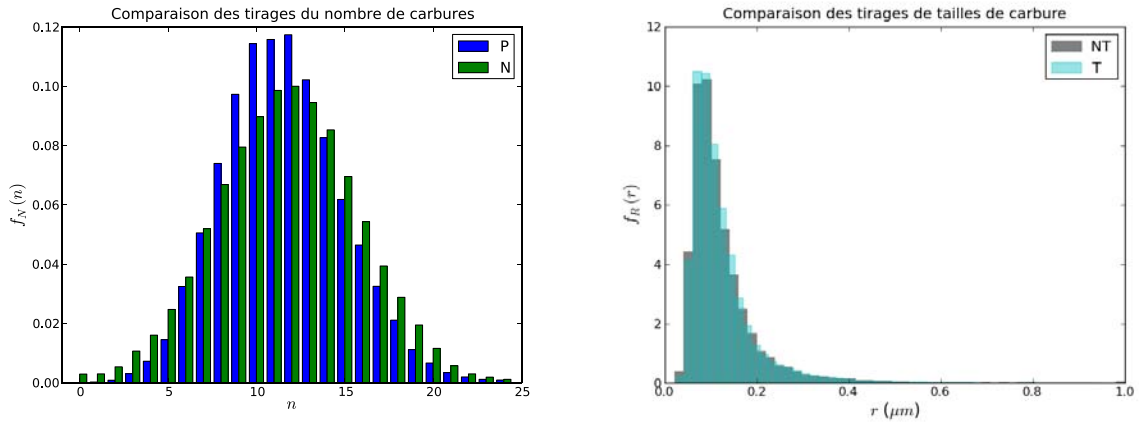 Comparaison des tirages du nombre de carbures
0.12
0.10
0.08
0.06
0.04
0.02
0.00
f_N(n)
P
N
0 5 10 15 20 25
n
Comparaison des tirages de tailles de carbure
12
10
8
6
4
2
0
f_R(r)
NT
T
0.0 0.2 0.4 0.6 0.8 1.0
r (μm)